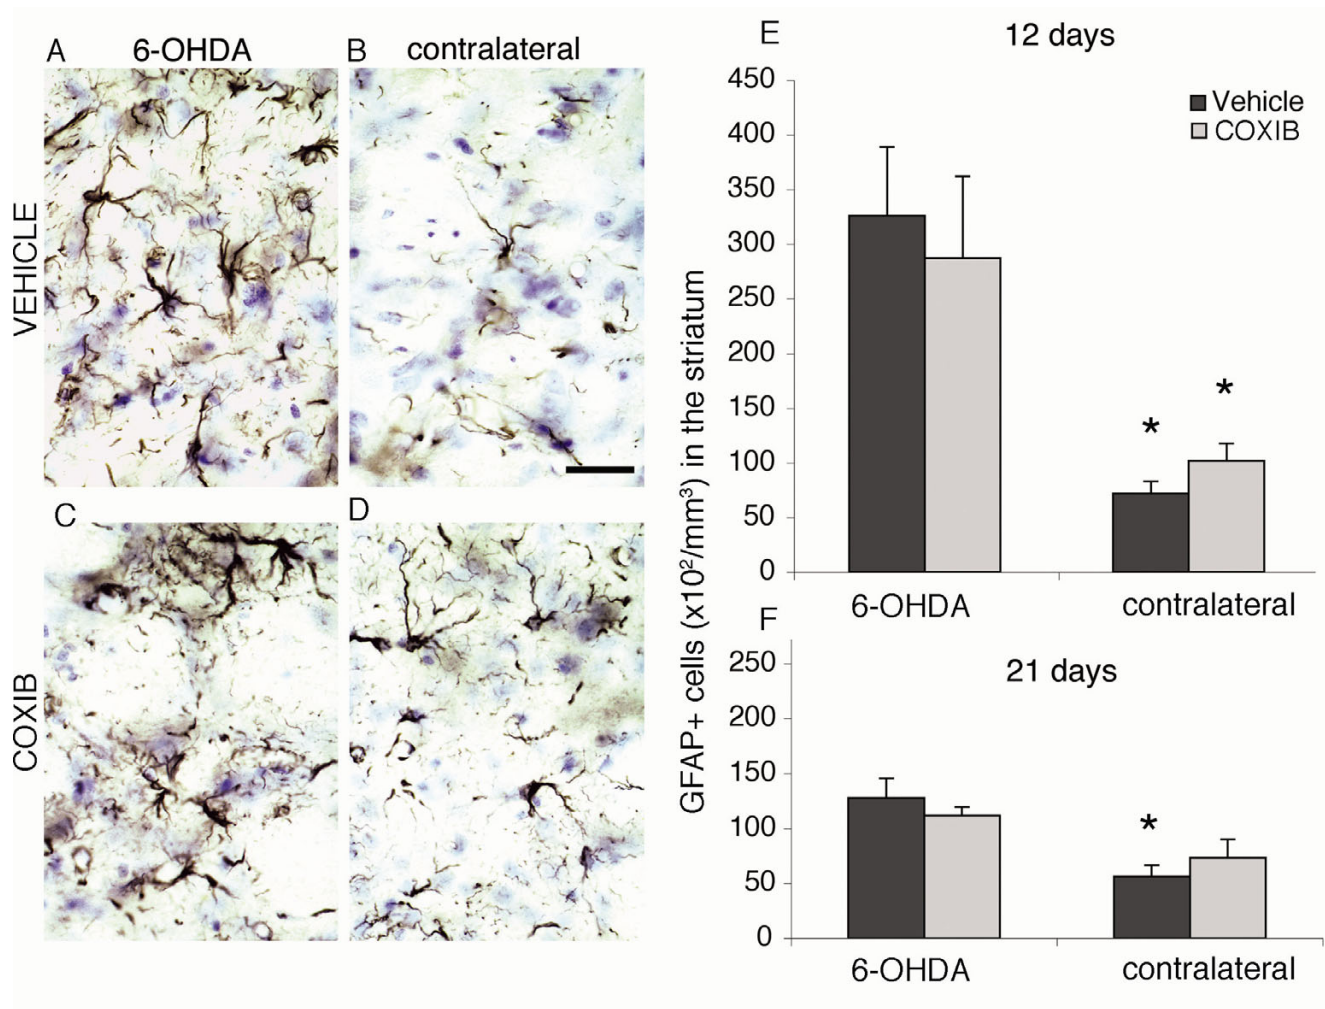 A 6-OHDA B contralateral
VEHICLE
C D
COXIB
E 12 days
Vehicle
COXIB
450
400
350
300
250
200
150
100
50
0
* *
6-OHDA contralateral
GFAP+ cells (x10²/mm³) in the striatum
F 21 days
250
200
150
100
50
0
*
6-OHDA contralateral